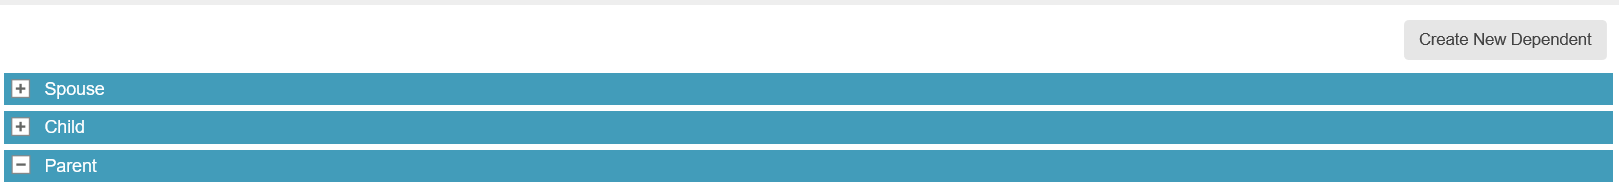 Create New Dependent
Spouse
Child
Parent